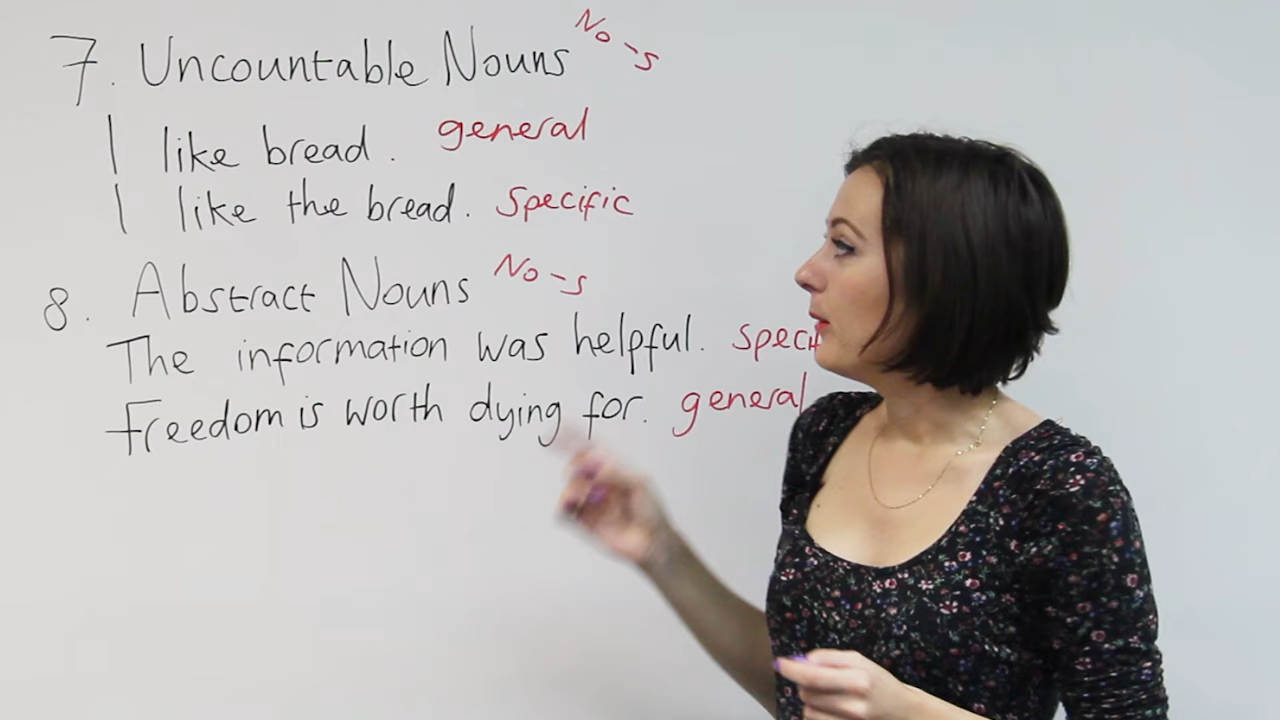 7. Uncountable Nouns No -s
I like bread. general
I like the bread. specific
8. Abstract Nouns No -s
The information was helpful.
Freedom is worth dying for. general